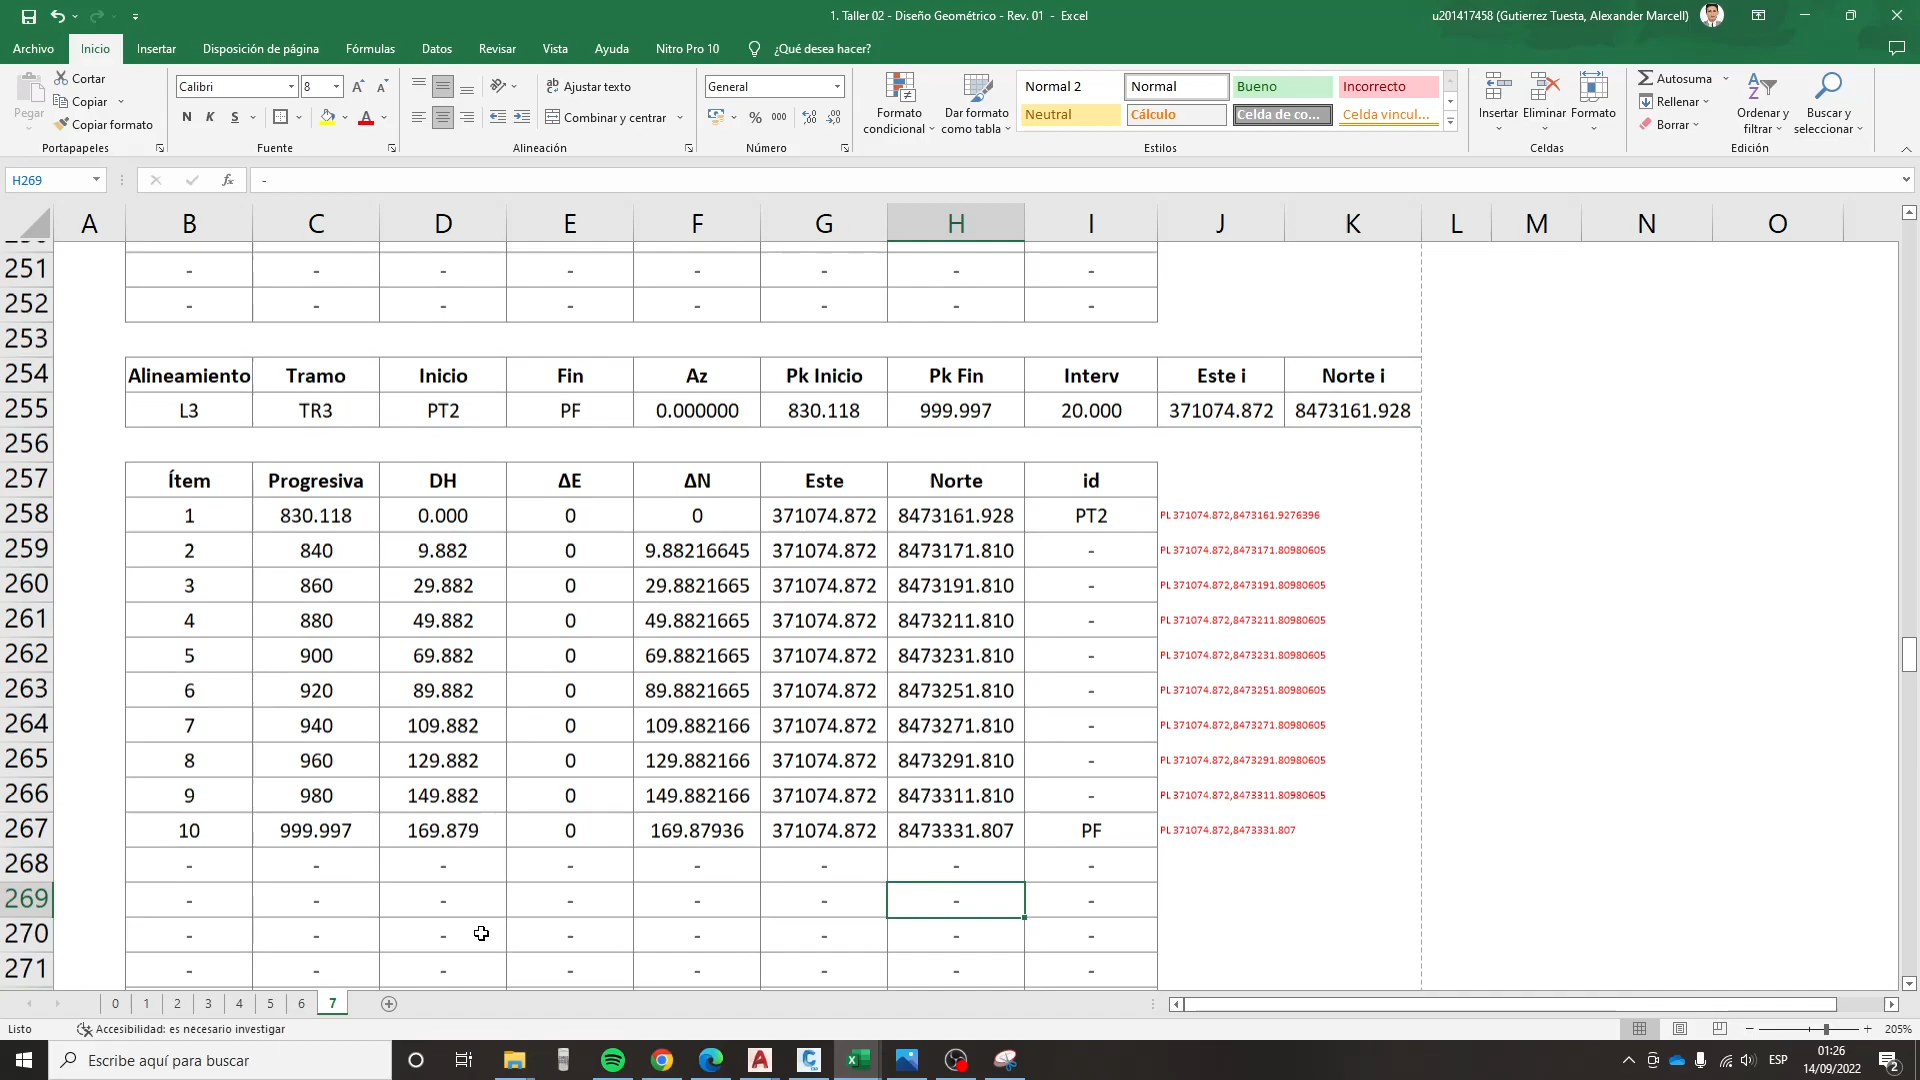 1. Taller 02 - Diseño Geométrico - Rev. 01 - Excel
u201417458 (Gutierrez Tuesta, Alexander Marcell)
Archivo Inicio Insertar Disposición de página Fórmulas Datos Revisar Vista Ayuda Nitro Pro 10 ¿Qué desea hacer?
Pegar
Cortar
Copiar
Copiar formato
Portapapeles
Calibri 8
N K S
Fuente
Ajustar texto
Combinar y centrar
Alineación
General
% 000
Número
Formato condicional
Dar formato como tabla
Normal 2 Normal Bueno Incorrecto
Neutral Cálculo Celda de co... Celda vincul...
Estilos
Insertar Eliminar Formato
Celdas
Autosuma
Rellenar
Borrar
Ordenar y filtrar
Buscar y seleccionar
Edición
H269 fx -
A B C D E F G H I J K L M N O
251 - - - - - - - -
252 - - - - - - - -
253
254 Alineamiento Tramo Inicio Fin Az Pk Inicio Pk Fin Interv Este i Norte i
255 L3 TR3 PT2 PF 0.000000 830.118 999.997 20.000 371074.872 8473161.928
256
257 Ítem Progresiva DH ΔE ΔN Este Norte id
258 1 830.118 0.000 0 0 371074.872 8473161.928 PT2 PL 371074.872,8473161.9276396
259 2 840 9.882 0 9.88216645 371074.872 8473171.810 - PL 371074.872,8473171.80980605
260 3 860 29.882 0 29.8821665 371074.872 8473191.810 - PL 371074.872,8473191.80980605
261 4 880 49.882 0 49.8821665 371074.872 8473211.810 - PL 371074.872,8473211.80980605
262 5 900 69.882 0 69.8821665 371074.872 8473231.810 - PL 371074.872,8473231.80980605
263 6 920 89.882 0 89.8821665 371074.872 8473251.810 - PL 371074.872,8473251.80980605
264 7 940 109.882 0 109.882166 371074.872 8473271.810 - PL 371074.872,8473271.80980605
265 8 960 129.882 0 129.882166 371074.872 8473291.810 - PL 371074.872,8473291.80980605
266 9 980 149.882 0 149.882166 371074.872 8473311.810 - PL 371074.872,8473311.80980605
267 10 999.997 169.879 0 169.87936 371074.872 8473331.807 PF PL 371074.872,8473331.807
268 - - - - - - - -
269 - - - - - - - -
270 - - - - - - - -
271 - - - - - - - -
0 1 2 3 4 5 6 7
Listo Accesibilidad: es necesario investigar 205%
Escribe aquí para buscar
ESP
01:26
14/09/2022
2